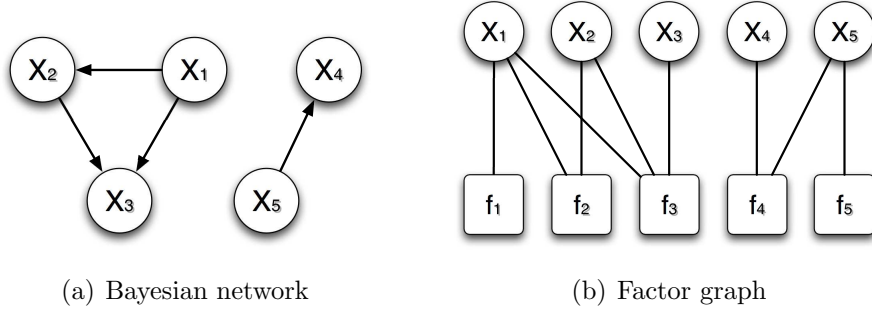 X1 X2 X3 X4 X5
X2 X1 X4
X3 X5
f1 f2 f3 f4 f5
(a) Bayesian network (b) Factor graph